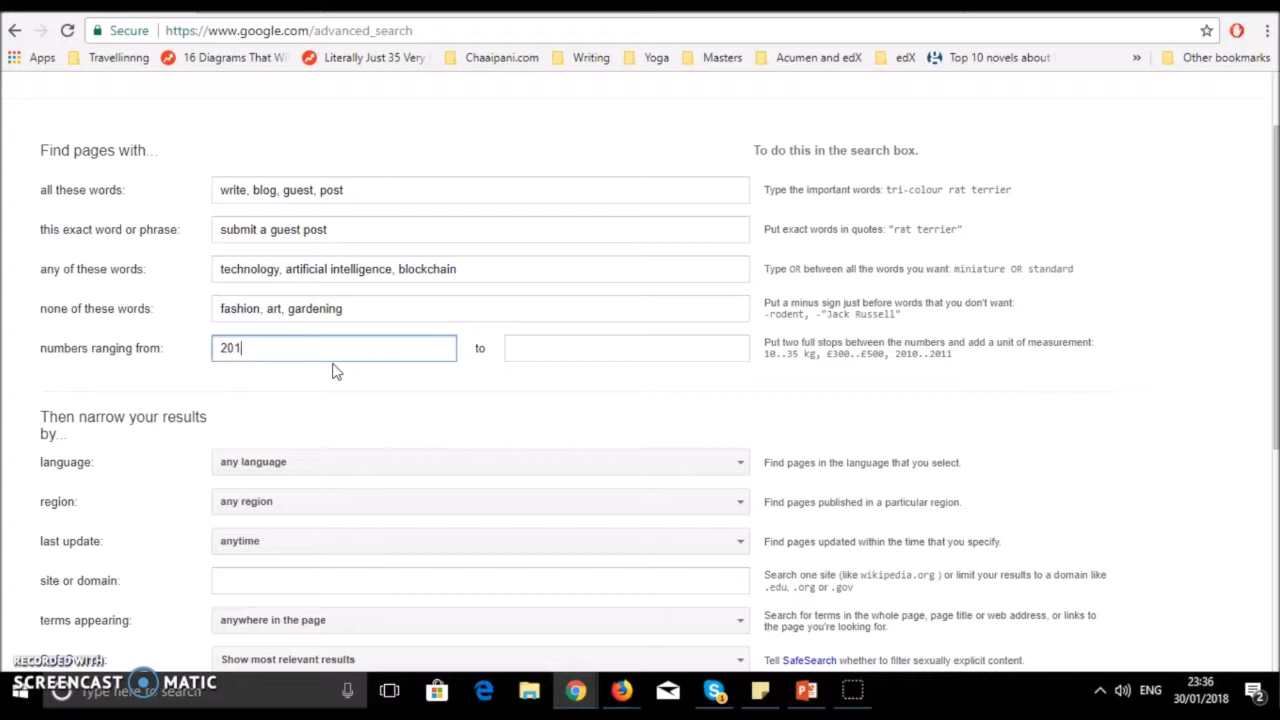 Secure https://www.google.com/advanced_search
Apps Travellinnng 16 Diagrams That Literally Just 35 Very Chaaipani.com Writing Yoga Masters Acumen and edX edX Top 10 novels about » Other bookmarks
Find pages with...
To do this in the search box.
all these words: write, blog, guest, post Type the important words: tri-colour rat terrier
this exact word or phrase: submit a guest post Put exact words in quotes: "rat terrier"
any of these words: technology, artificial intelligence, blockchain Type OR between all the words you want: miniature OR standard
none of these words: fashion, art, gardening Put a minus sign just before words that you don't want:
-rodent, -"Jack Russell"
numbers ranging from: 201 to Put two full stops between the numbers and add a unit of measurement:
10..35 kg, £300..£500, 2010..2011
Then narrow your results
by...
language: any language Find pages in the language that you select.
region: any region Find pages published in a particular region.
last update: anytime Find pages updated within the time that you specify.
site or domain: Search one site (like wikipedia.org ) or limit your results to a domain like
.edu, .org or .gov
terms appearing: anywhere in the page Search for terms in the whole page, page title or web address, or links to
the page you're looking for.
Show most relevant results Tell SafeSearch whether to filter sexually explicit content.
RECORDED WITH
SCREENCAST MATIC
Type here to search
ENG
23:36
30/01/2018